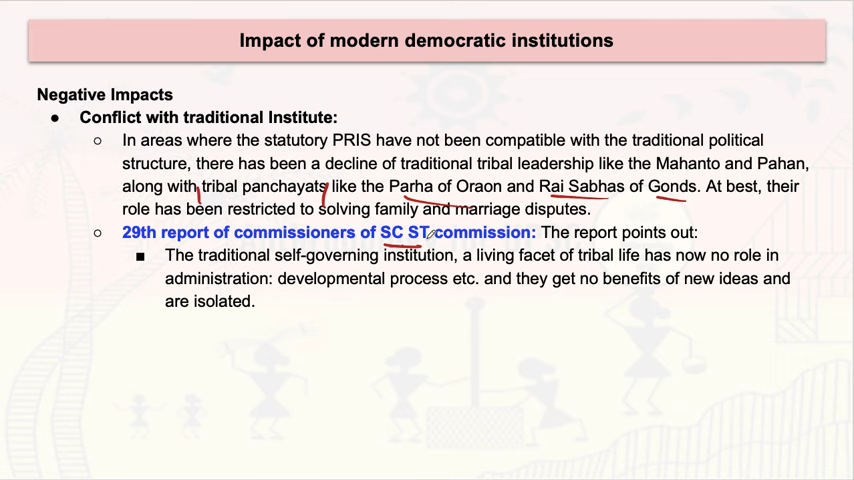 Impact of modern democratic institutions
Negative Impacts
● Conflict with traditional Institute:
○ In areas where the statutory PRIS have not been compatible with the traditional political
structure, there has been a decline of traditional tribal leadership like the Mahanto and Pahan,
along with tribal panchayats like the Parha of Oraon and Rai Sabhas of Gonds. At best, their
role has been restricted to solving family and marriage disputes.
○ 29th report of commissioners of SC ST commission: The report points out:
■ The traditional self-governing institution, a living facet of tribal life has now no role in
administration: developmental process etc. and they get no benefits of new ideas and
are isolated.